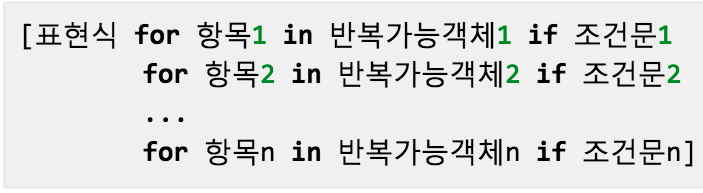 [표현식 for 항목1 in 반복가능객체1 if 조건문1
for 항목2 in 반복가능객체2 if 조건문2
...
for 항목n in 반복가능객체n if 조건문n]